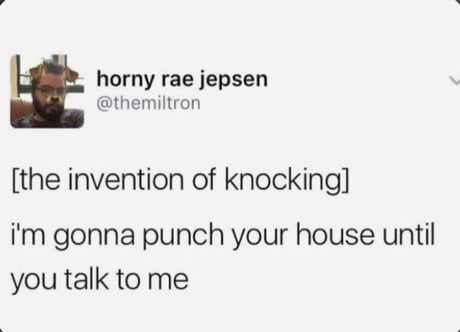 horny rae jepsen
@themiltron
[the invention of knocking]
i'm gonna punch your house until
you talk to me